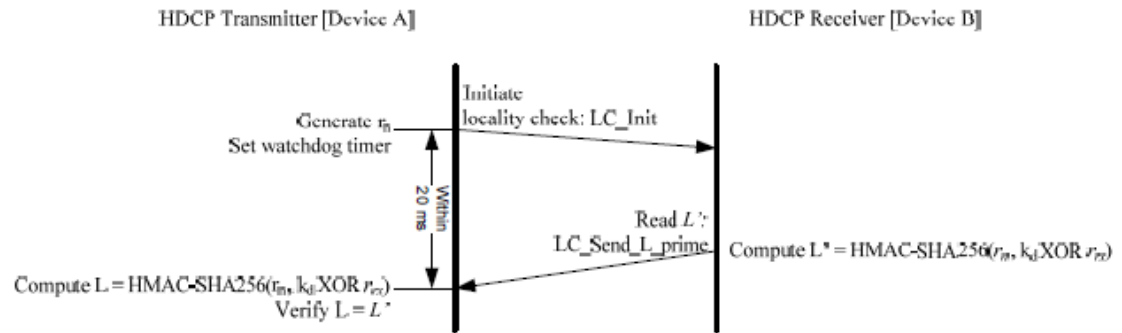 HDCP Transmitter [Device A]
HDCP Receiver [Device B]
Initiate
locality check: LC_Init
Generate rn
Set watchdog timer
Within
20 ms
Read L':
LC_Send_L_prime
Compute L' = HMAC-SHA256(rn, kd XOR rrx)
Compute L = HMAC-SHA256(rn, kd XOR rrx)
Verify L = L'